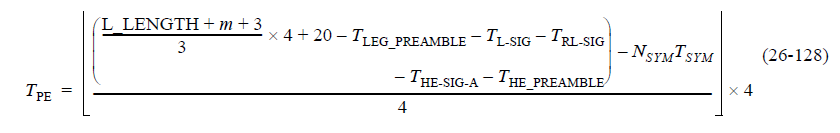 T_PE = ⌊(((L_LENGTH + m + 3)/3 × 4 + 20 − T_LEG_PREAMBLE − T_L-SIG − T_RL-SIG − T_HE-SIG-A − T_HE_PREAMBLE) − N_SYM T_SYM)/4⌋ × 4 (26-128)